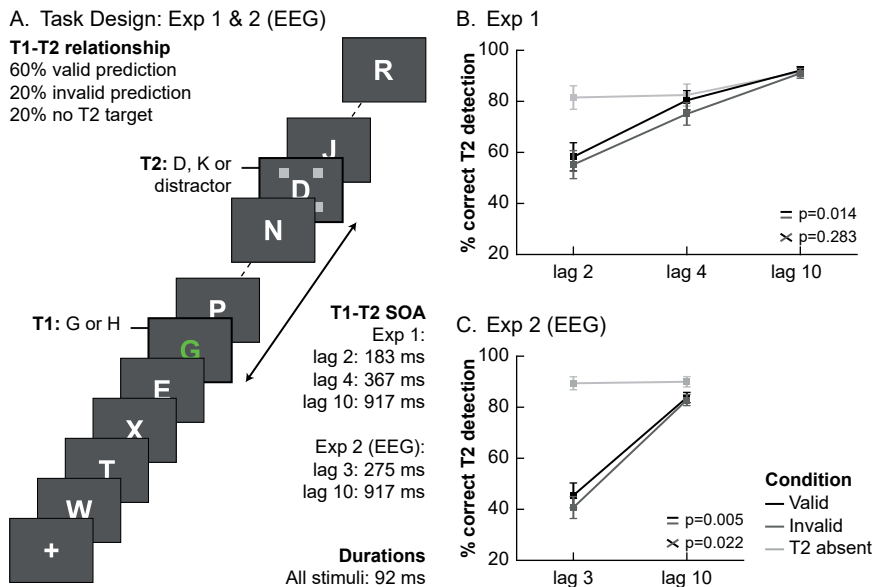 A. Task Design: Exp 1 & 2 (EEG)
T1-T2 relationship
60% valid prediction
20% invalid prediction
20% no T2 target
R
J
T2: D, K or
distractor
D
N
P
T1: G or H
G
E
X
T
W
+
T1-T2 SOA
Exp 1:
lag 2: 183 ms
lag 4: 367 ms
lag 10: 917 ms
Exp 2 (EEG):
lag 3: 275 ms
lag 10: 917 ms
Durations
All stimuli: 92 ms
B. Exp 1
% correct T2 detection
100
80
60
40
20
lag 2
lag 4
lag 10
p=0.014
p=0.283
C. Exp 2 (EEG)
% correct T2 detection
100
80
60
40
20
lag 3
lag 10
p=0.005
p=0.022
Condition
Valid
Invalid
T2 absent